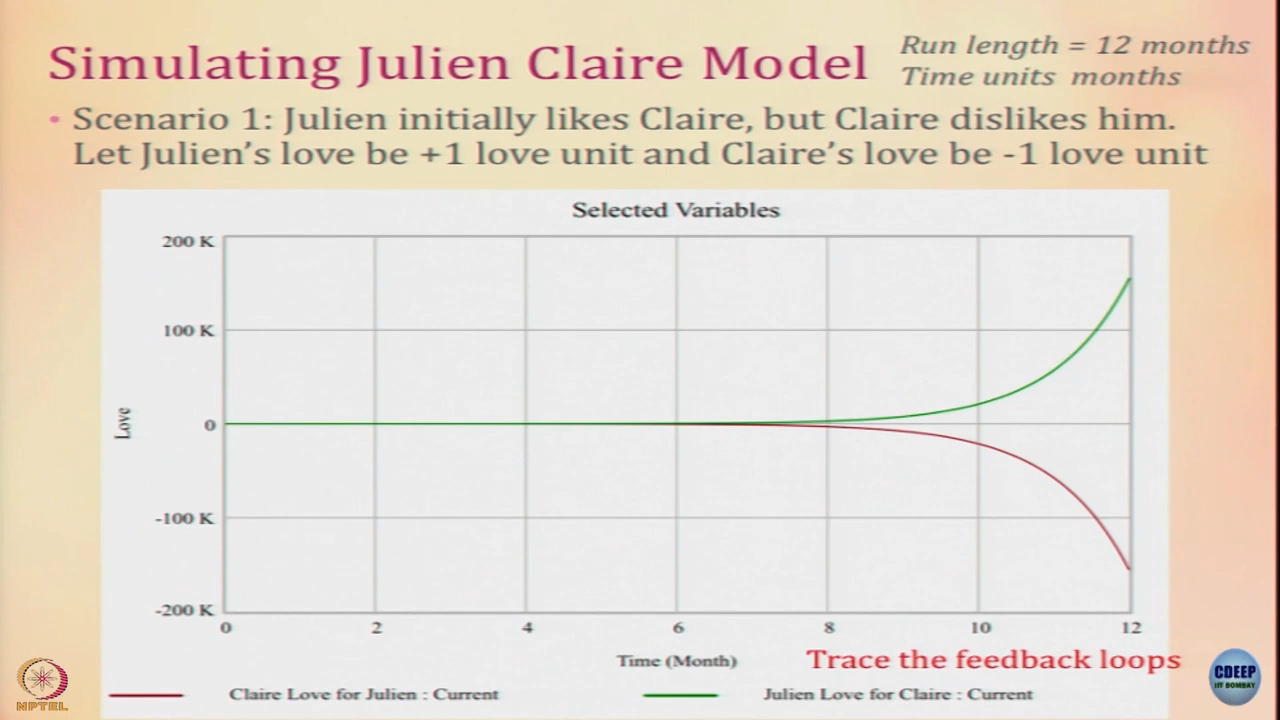 Simulating Julien Claire Model
Run length = 12 months
Time units months
• Scenario 1: Julien initially likes Claire, but Claire dislikes him.
Let Julien's love be +1 love unit and Claire's love be -1 love unit
Selected Variables
200 K
100 K
0
-100 K
-200 K
Love
0 2 4 6 8 10 12
Time (Month)
Trace the feedback loops
Claire Love for Julien : Current
Julien Love for Claire : Current
NPTEL
CDEEP
IIT BOMBAY